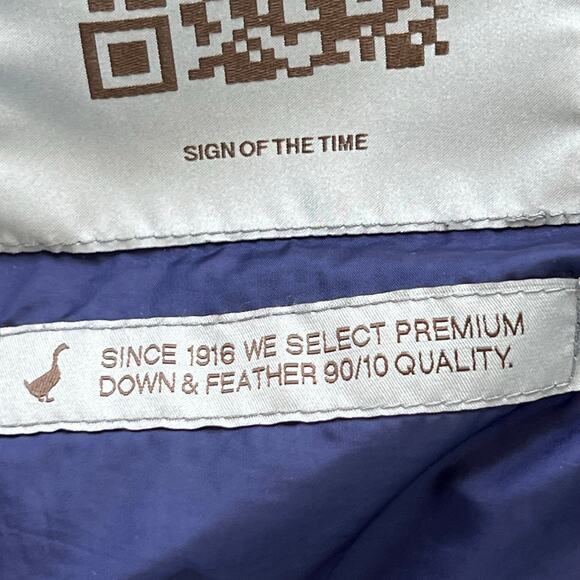 SIGN OF THE TIME
SINCE 1916 WE SELECT PREMIUM
DOWN & FEATHER 90/10 QUALITY.